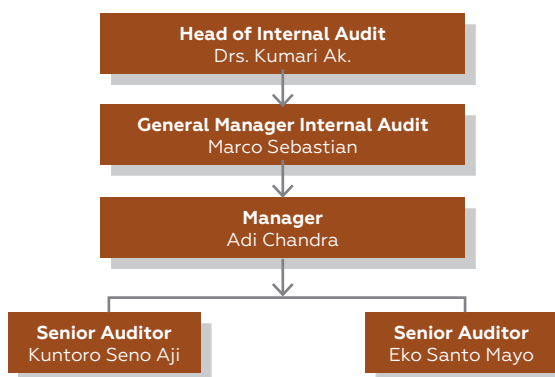 Head of Internal Audit
Drs. Kumari Ak.
General Manager Internal Audit
Marco Sebastian
Manager
Adi Chandra
Senior Auditor
Kuntoro Seno Aji
Senior Auditor
Eko Santo Mayo